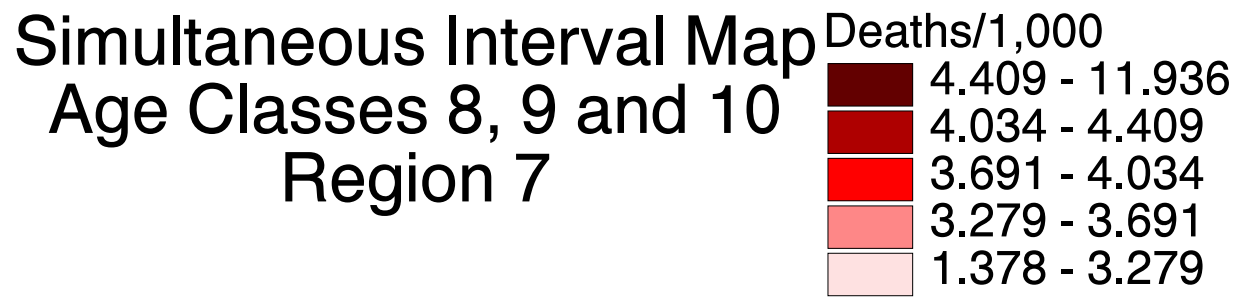 Simultaneous Interval Map
Age Classes 8, 9 and 10
Region 7
Deaths/1,000
4.409 - 11.936
4.034 - 4.409
3.691 - 4.034
3.279 - 3.691
1.378 - 3.279